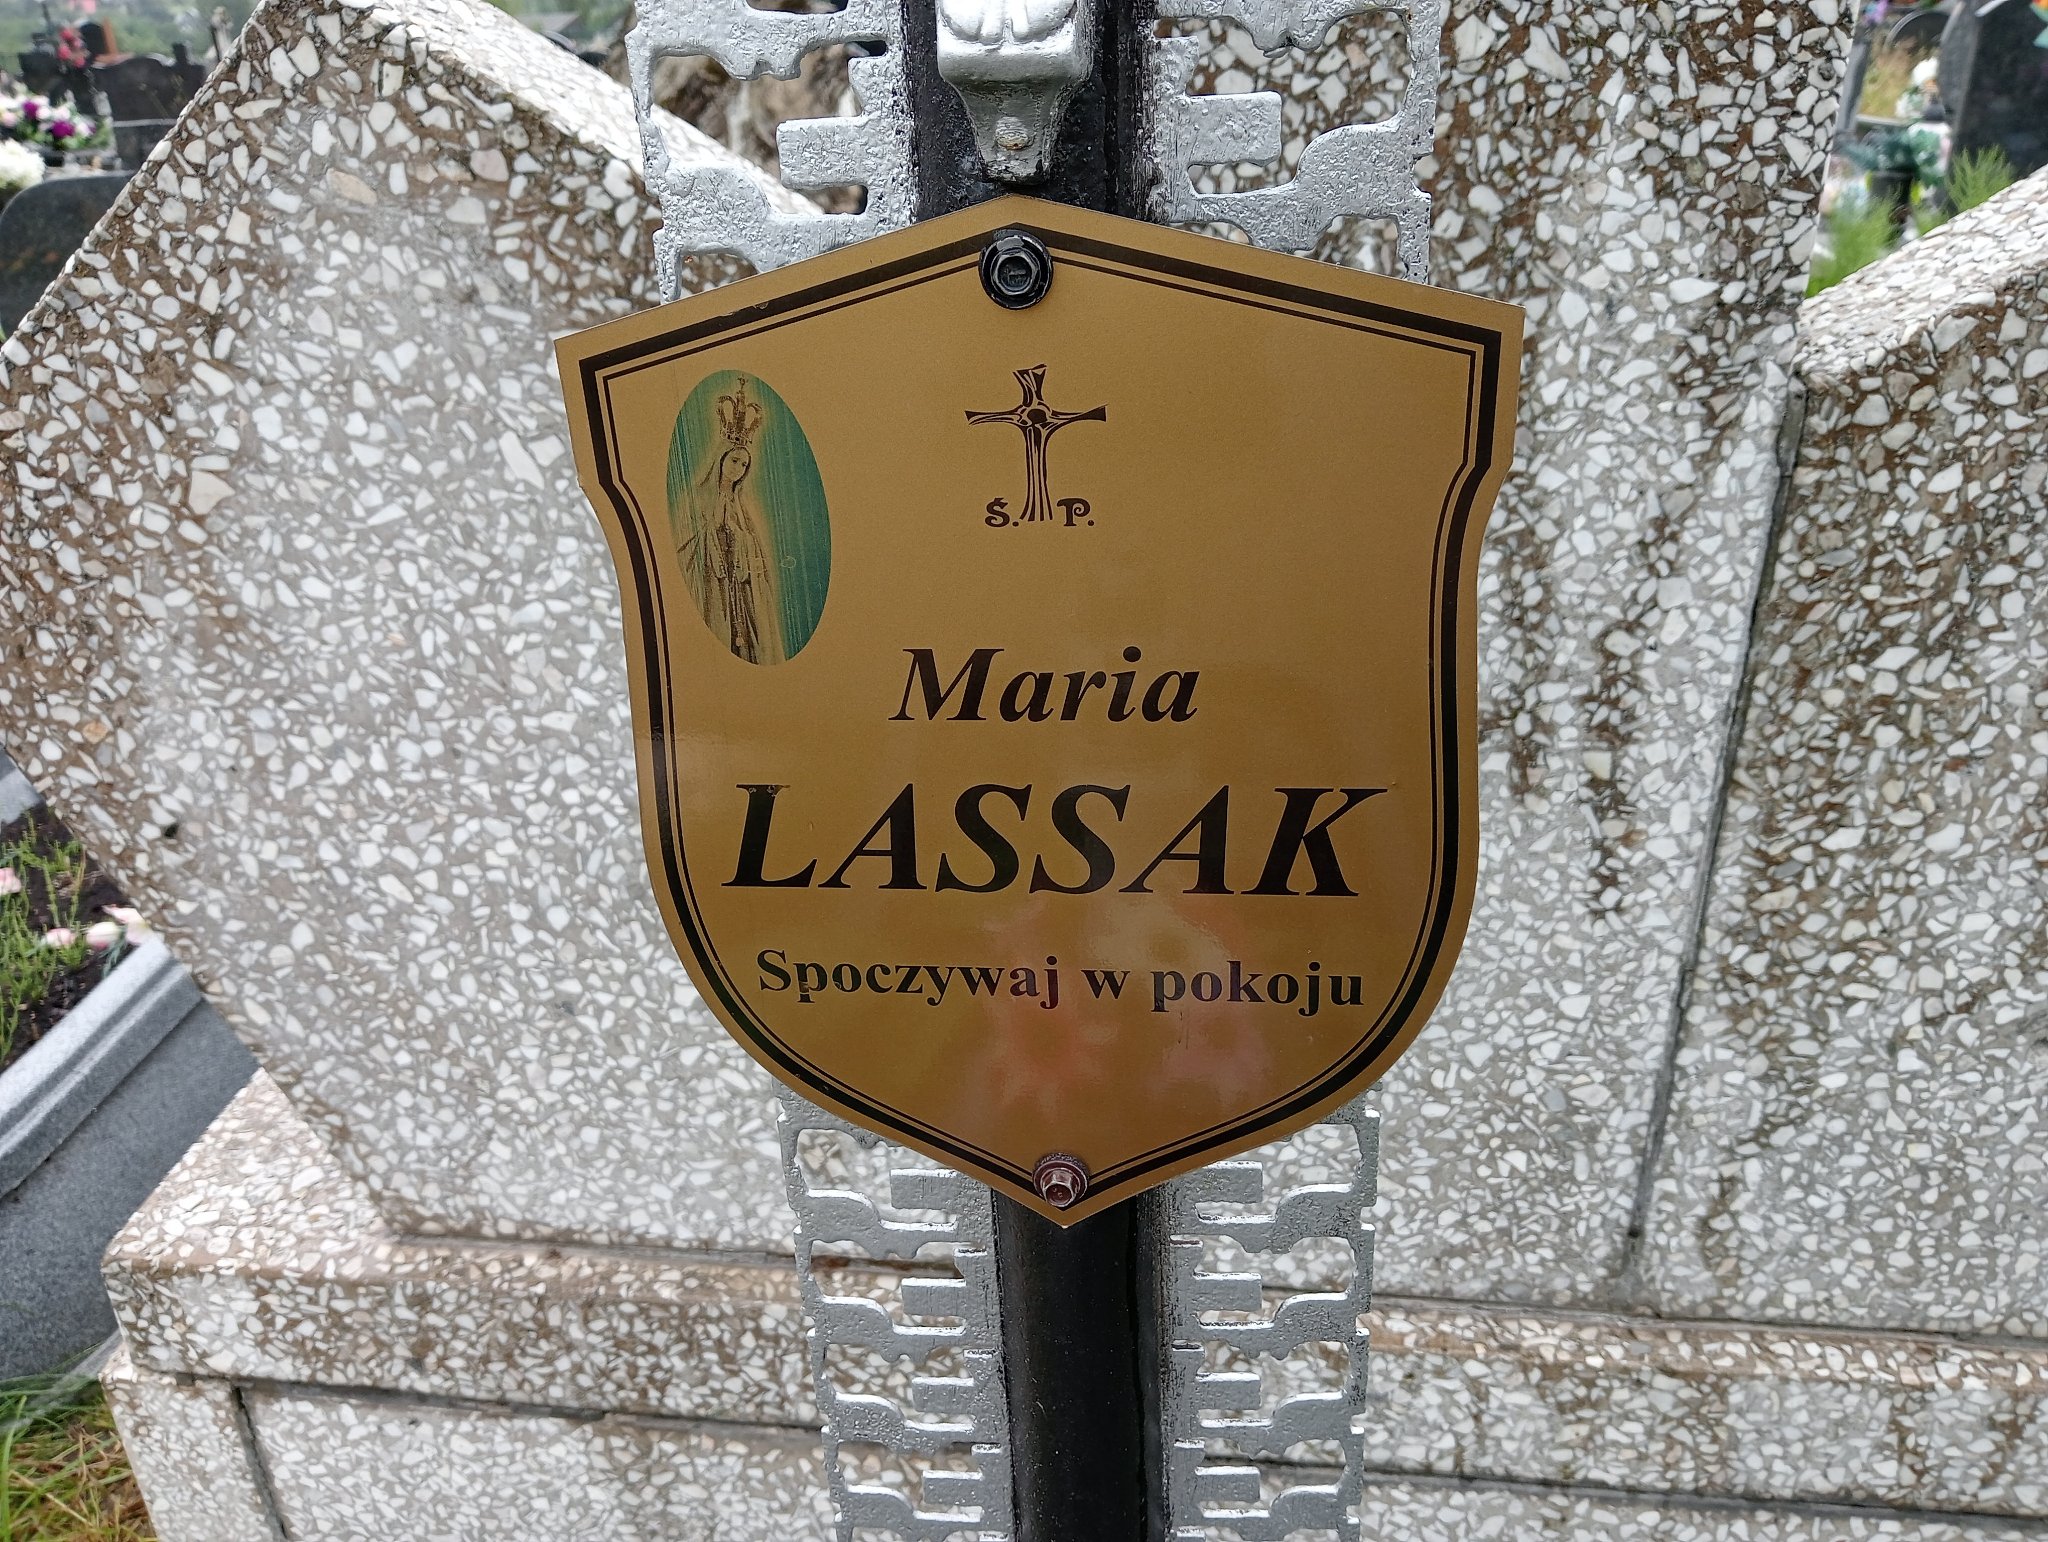 Ś. P.
Maria
LASSAK
Spoczywaj w pokoju